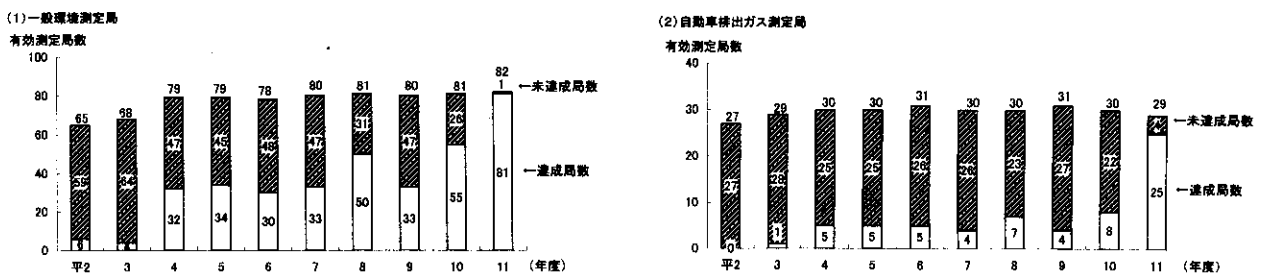 (1)一般環境測定局
有効測定局数
100
80
60
40
20
0
65 68 79 79 78 80 81 80 81 82
59 64 47 45 48 47 31 47 26 1
6 4 32 34 30 33 50 33 55 81
←未達成局数
←達成局数
平2 3 4 5 6 7 8 9 10 11 (年度)
(2)自動車排出ガス測定局
有効測定局数
40
30
20
10
0
27 29 30 30 31 30 30 31 30 29
27 28 25 25 26 26 23 27 22 4
0 1 5 5 5 4 7 4 8 25
←未達成局数
←達成局数
平2 3 4 5 6 7 8 9 10 11 (年度)